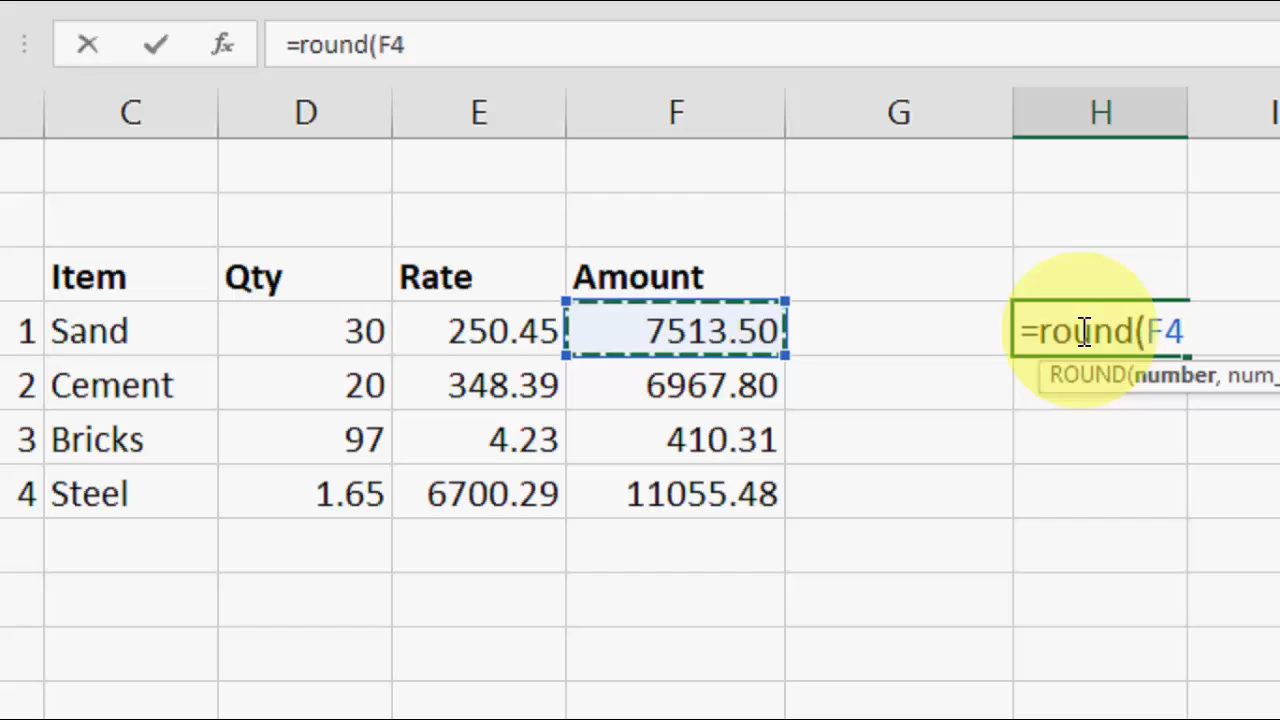 =round(F4
C D E F G H I
Item Qty Rate Amount
1 Sand 30 250.45 7513.50 =round(F4
ROUND(number, num_
2 Cement 20 348.39 6967.80
3 Bricks 97 4.23 410.31
4 Steel 1.65 6700.29 11055.48